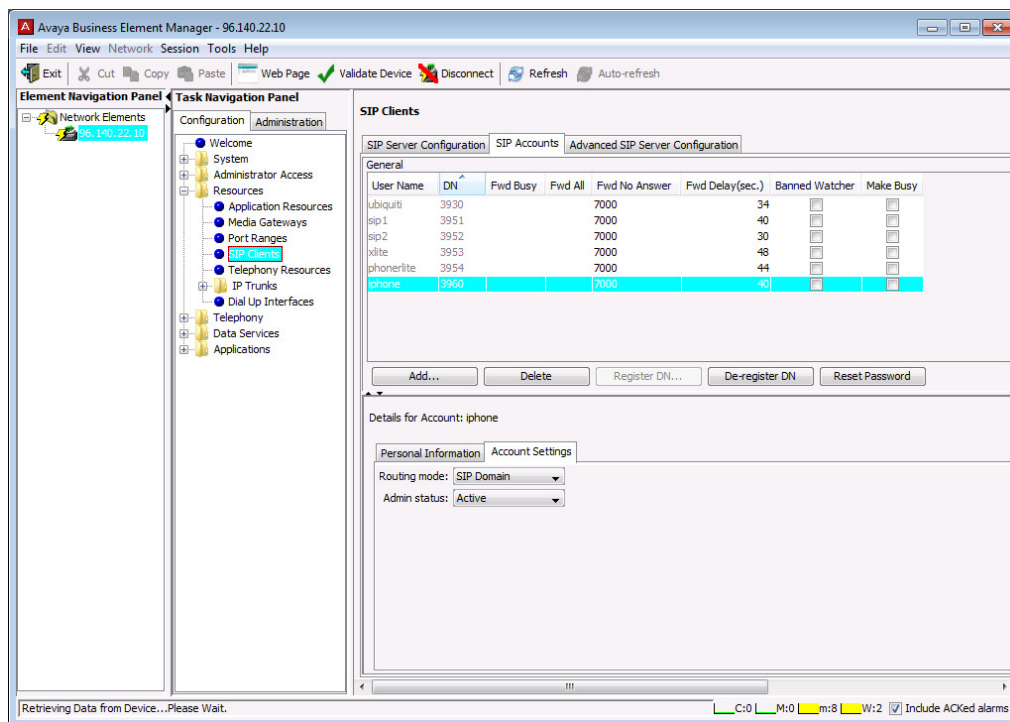 Avaya Business Element Manager - 96.140.22.10
File Edit View Network Session Tools Help
Exit Cut Copy Paste Web Page Validate Device Disconnect Refresh Auto-refresh
Element Navigation Panel
Network Elements
96.140.22.10
Task Navigation Panel
Configuration Administration
Welcome
System
Administrator Access
Resources
Application Resources
Media Gateways
Port Ranges
SIP Clients
Telephony Resources
IP Trunks
Dial Up Interfaces
Telephony
Data Services
Applications
SIP Clients
SIP Server Configuration SIP Accounts Advanced SIP Server Configuration
General
User Name DN Fwd Busy Fwd All Fwd No Answer Fwd Delay(sec.) Banned Watcher Make Busy
ubiquiti 3930 7000 34
sip1 3951 7000 40
sip2 3952 7000 30
xlite 3953 7000 48
phonerlite 3954 7000 44
iphone 3960 7000 40
Add... Delete Register DN... De-register DN Reset Password
Details for Account: iphone
Personal Information Account Settings
Routing mode: SIP Domain
Admin status: Active
Retrieving Data from Device...Please Wait.
C:0 M:0 m:8 W:2 Include ACKed alarms